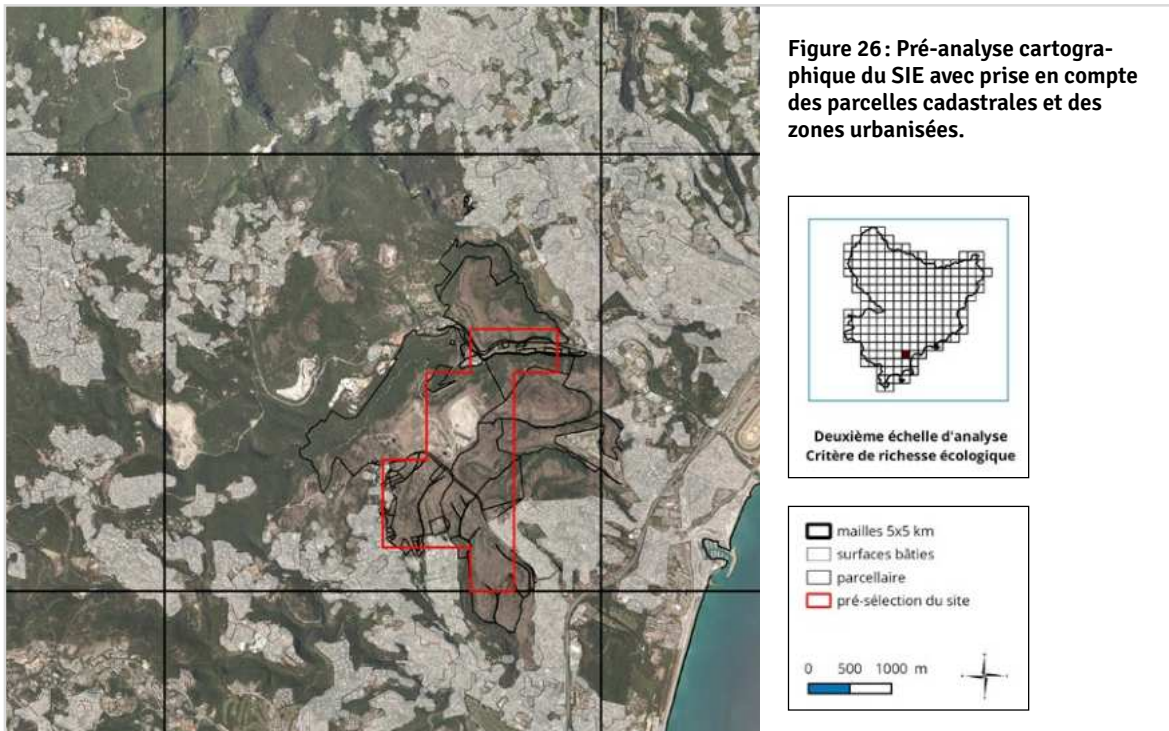 Figure 26 : Pré-analyse cartogra-
phique du SIE avec prise en compte
des parcelles cadastrales et des
zones urbanisées.
Deuxième échelle d'analyse
Critère de richesse écologique
mailles 5x5 km
surfaces bâties
parcellaire
pré-sélection du site
0 500 1000 m